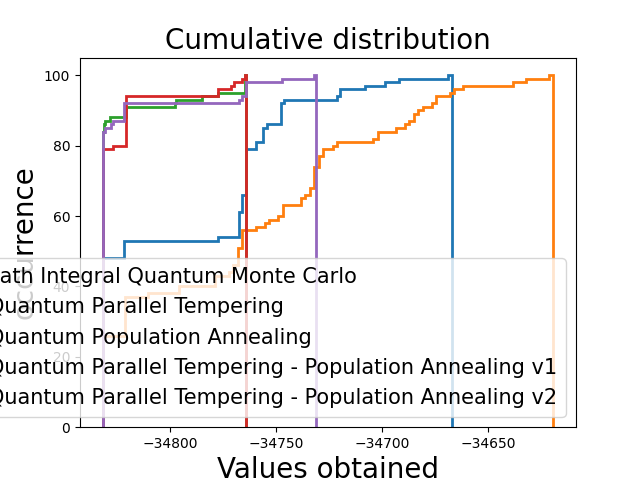 Cumulative distribution
100
80
60
40
20
0
occurrence
ath Integral Quantum Monte Carlo
Quantum Parallel Tempering
Quantum Population Annealing
Quantum Parallel Tempering - Population Annealing v1
Quantum Parallel Tempering - Population Annealing v2
−34800
−34750
−34700
−34650
Values obtained